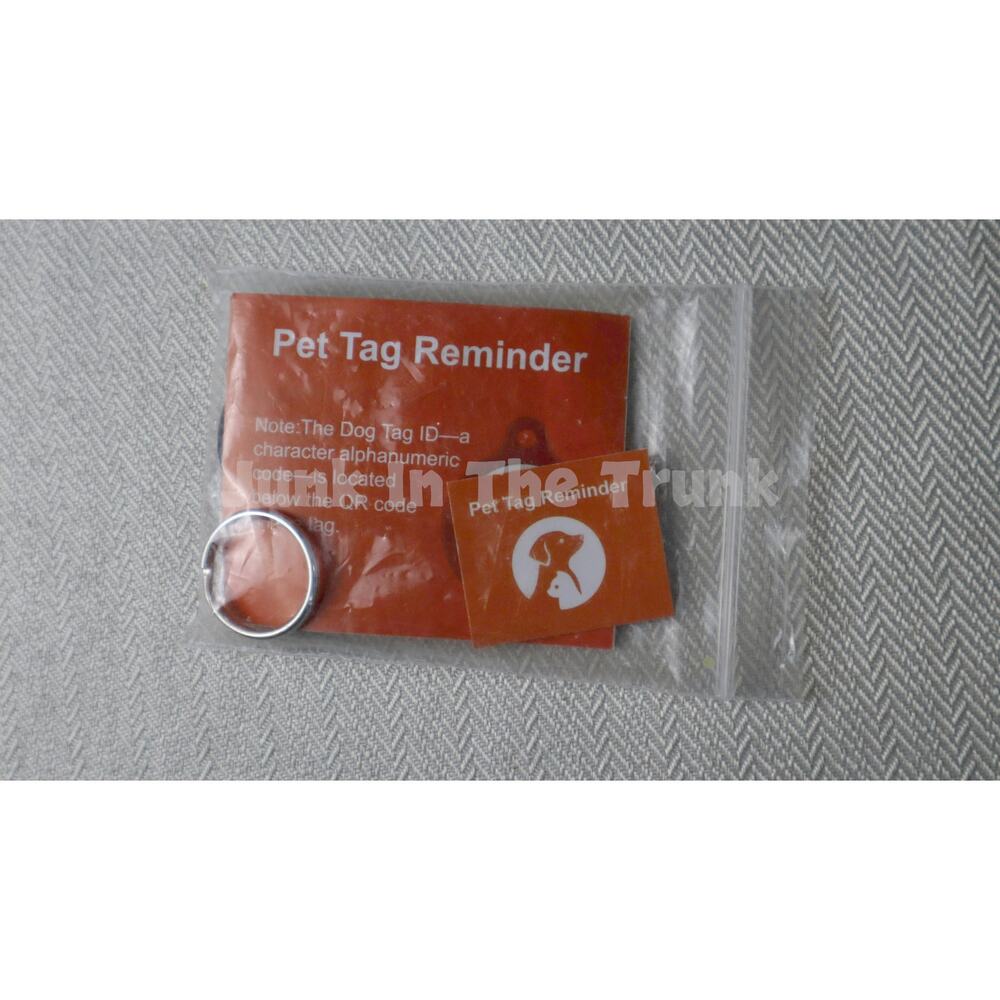 Pet Tag Reminder
Note:The Dog Tag ID—a
character alphanumeric
code—is located
below the QR code
tag.
Junk In The Trunk
Pet Tag Reminder